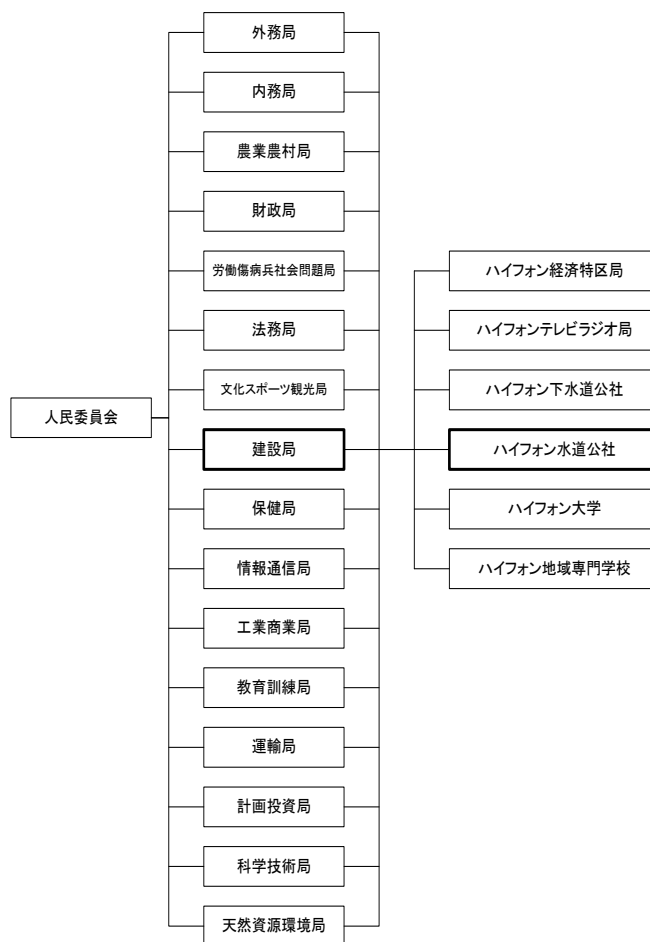 人民委員会
外務局
内務局
農業農村局
財政局
労働傷病兵社会問題局
法務局
文化スポーツ観光局
建設局
保健局
情報通信局
工業商業局
教育訓練局
運輸局
計画投資局
科学技術局
天然資源環境局
ハイフォン経済特区局
ハイフォンテレビラジオ局
ハイフォン下水道公社
ハイフォン水道公社
ハイフォン大学
ハイフォン地域専門学校